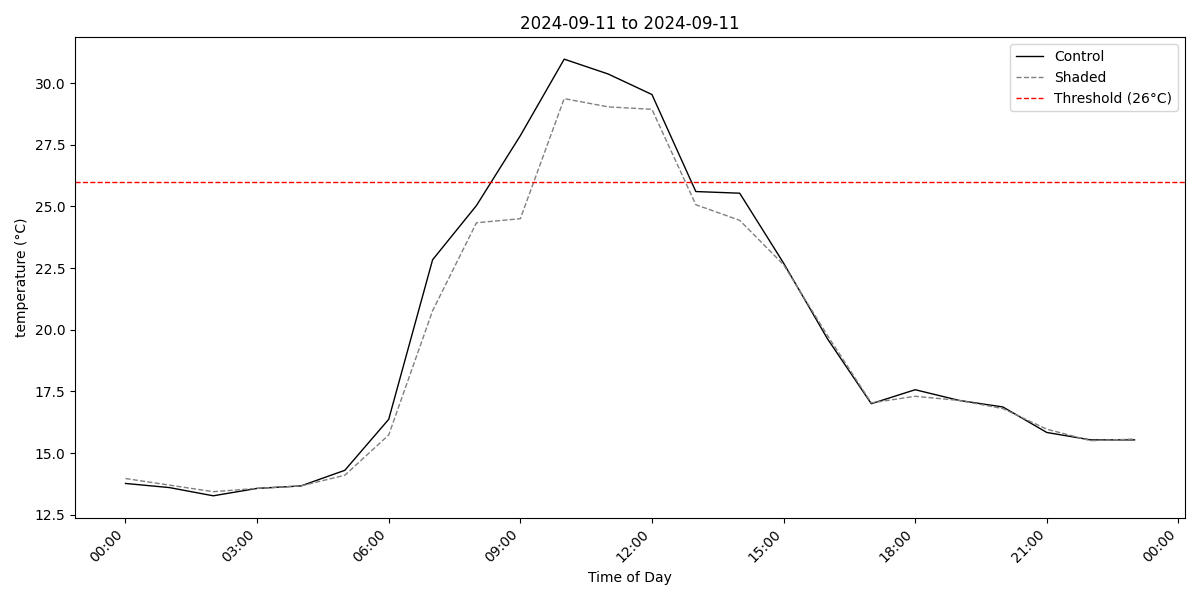 2024-09-11 to 2024-09-11
Control
Shaded
Threshold (26°C)
temperature (°C)
30.0
27.5
25.0
22.5
20.0
17.5
15.0
12.5
00:00
03:00
06:00
09:00
12:00
15:00
18:00
21:00
00:00
Time of Day